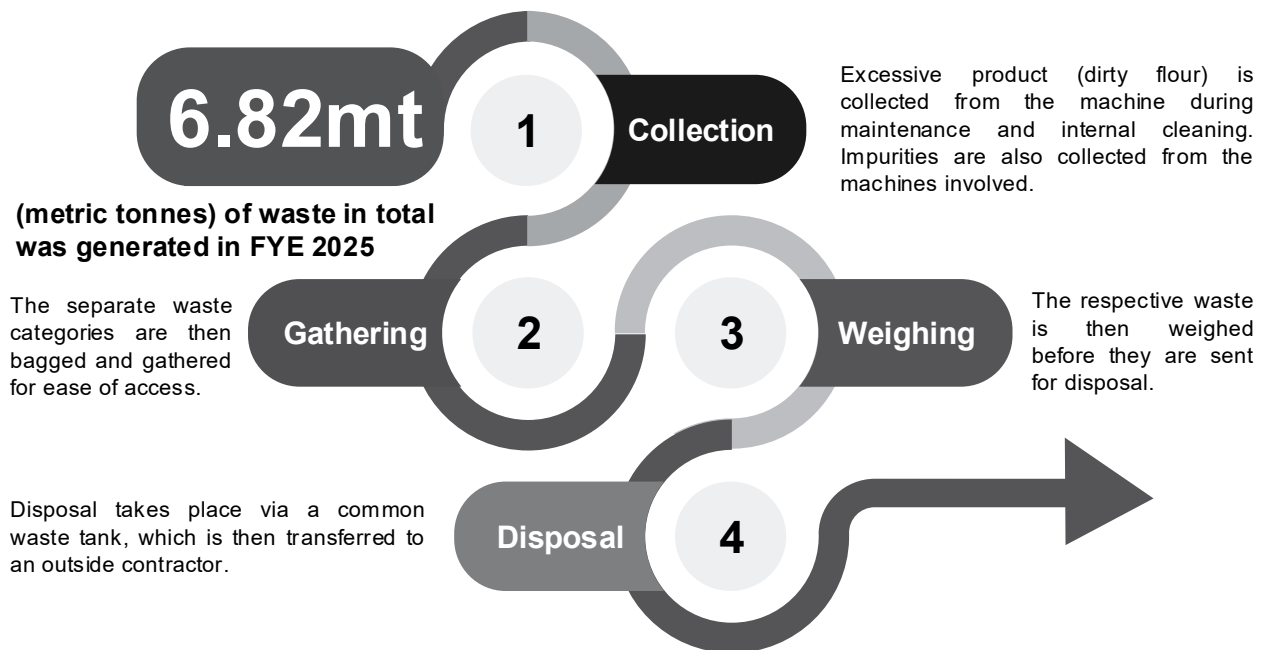 6.82mt
(metric tonnes) of waste in total
was generated in FYE 2025
1
Collection
Excessive product (dirty flour) is
collected from the machine during
maintenance and internal cleaning.
Impurities are also collected from the
machines involved.
The separate waste
categories are then
bagged and gathered
for ease of access.
Gathering
2
3
Weighing
The respective waste
is then weighed
before they are sent
for disposal.
Disposal takes place via a common
waste tank, which is then transferred to
an outside contractor.
Disposal
4